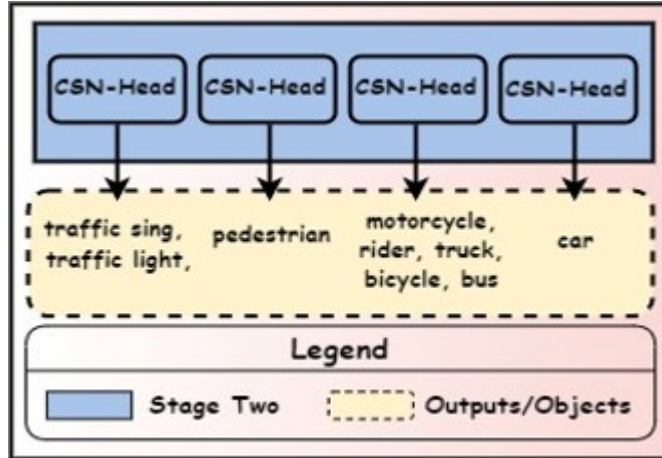 CSN-Head CSN-Head CSN-Head CSN-Head
traffic sing,
traffic light,
pedestrian
motorcycle,
rider, truck,
bicycle, bus
car
Legend
Stage Two Outputs/Objects